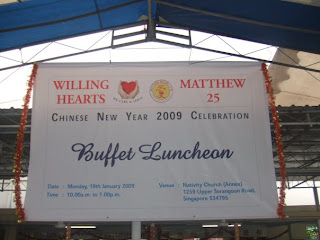 WILLING HEARTS
MATTHEW 25
CHINESE NEW YEAR 2009 CELEBRATION
Buffet Luncheon
Date : Monday 19th January 2009
Time : 10.00a.m. to 1.00p.m.
Venue : Nativity Church (Annex)
1259 Upper Serangoon Road,
Singapore 534795